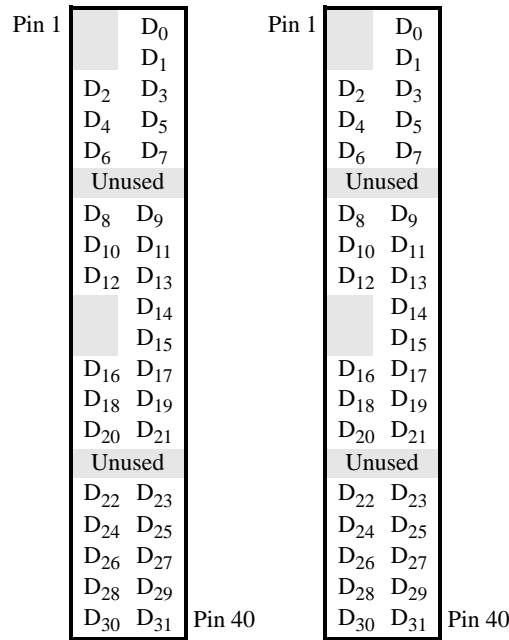 Pin 1 D₀ Pin 1 D₀
D₁ D₁
D₂ D₃ D₂ D₃
D₄ D₅ D₄ D₅
D₆ D₇ D₆ D₇
Unused Unused
D₈ D₉ D₈ D₉
D₁₀ D₁₁ D₁₀ D₁₁
D₁₂ D₁₃ D₁₂ D₁₃
D₁₄ D₁₄
D₁₅ D₁₅
D₁₆ D₁₇ D₁₆ D₁₇
D₁₈ D₁₉ D₁₈ D₁₉
D₂₀ D₂₁ D₂₀ D₂₁
Unused Unused
D₂₂ D₂₃ D₂₂ D₂₃
D₂₄ D₂₅ D₂₄ D₂₅
D₂₆ D₂₇ D₂₆ D₂₇
D₂₈ D₂₉ D₂₈ D₂₉
D₃₀ D₃₁ Pin 40 D₃₀ D₃₁ Pin 40